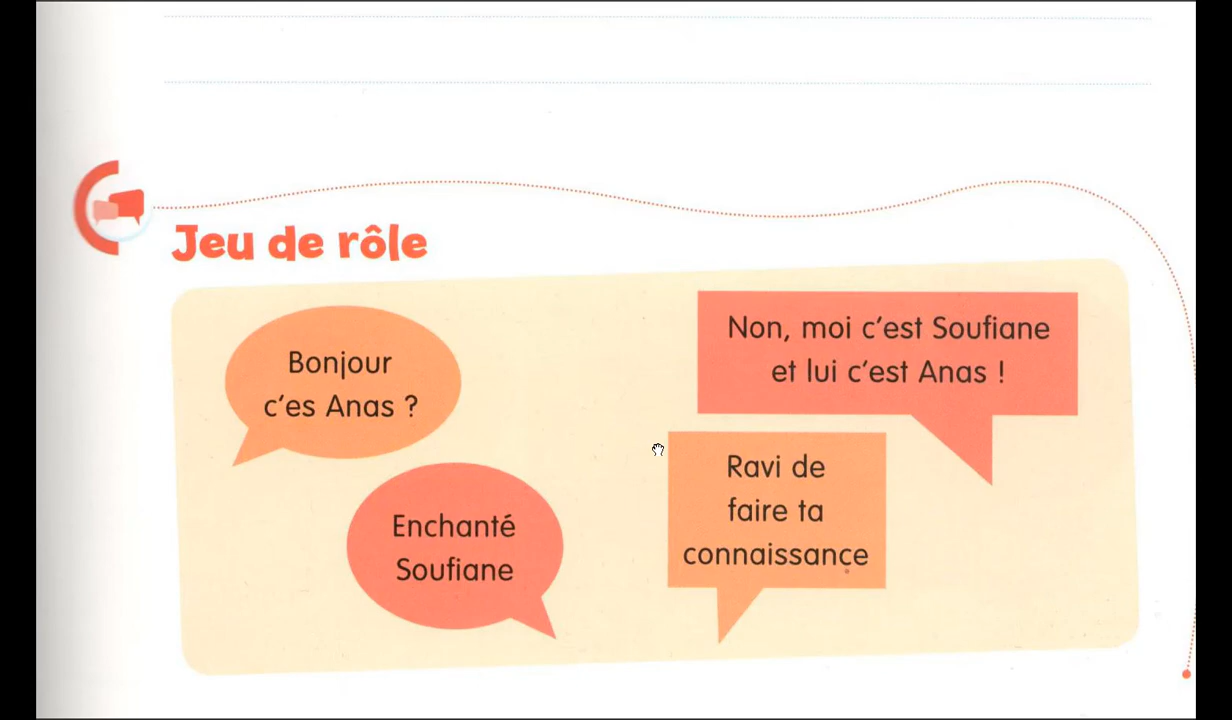 Jeu de rôle
Bonjour
c'es Anas ?
Non, moi c'est Soufiane
et lui c'est Anas !
Enchanté
Soufiane
Ravi de
faire ta
connaissance